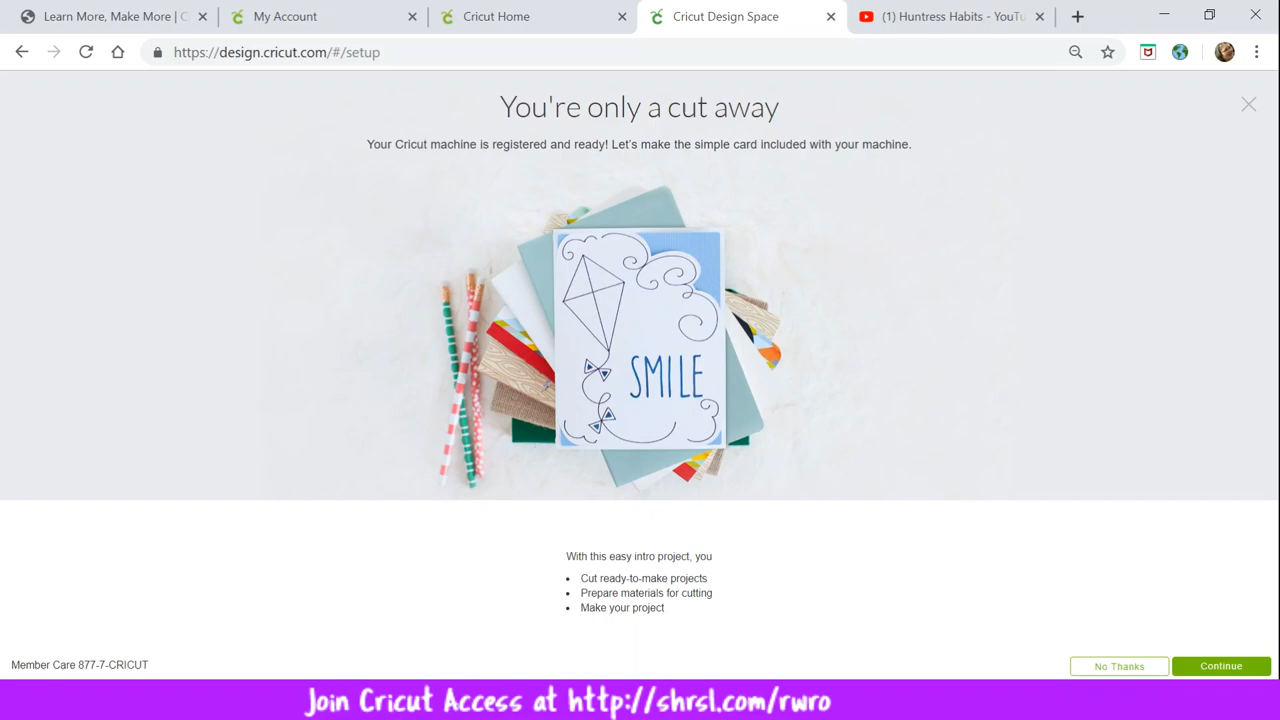 Learn More, Make More | C
My Account
Cricut Home
Cricut Design Space
(1) Huntress Habits - YouTu
https://design.cricut.com/#/setup
You're only a cut away
Your Cricut machine is registered and ready! Let's make the simple card included with your machine.
SMILE
With this easy intro project, you
• Cut ready-to-make projects
• Prepare materials for cutting
• Make your project
Member Care 877-7-CRICUT
No Thanks
Continue
Join Cricut Access at http://shrsl.com/rwro